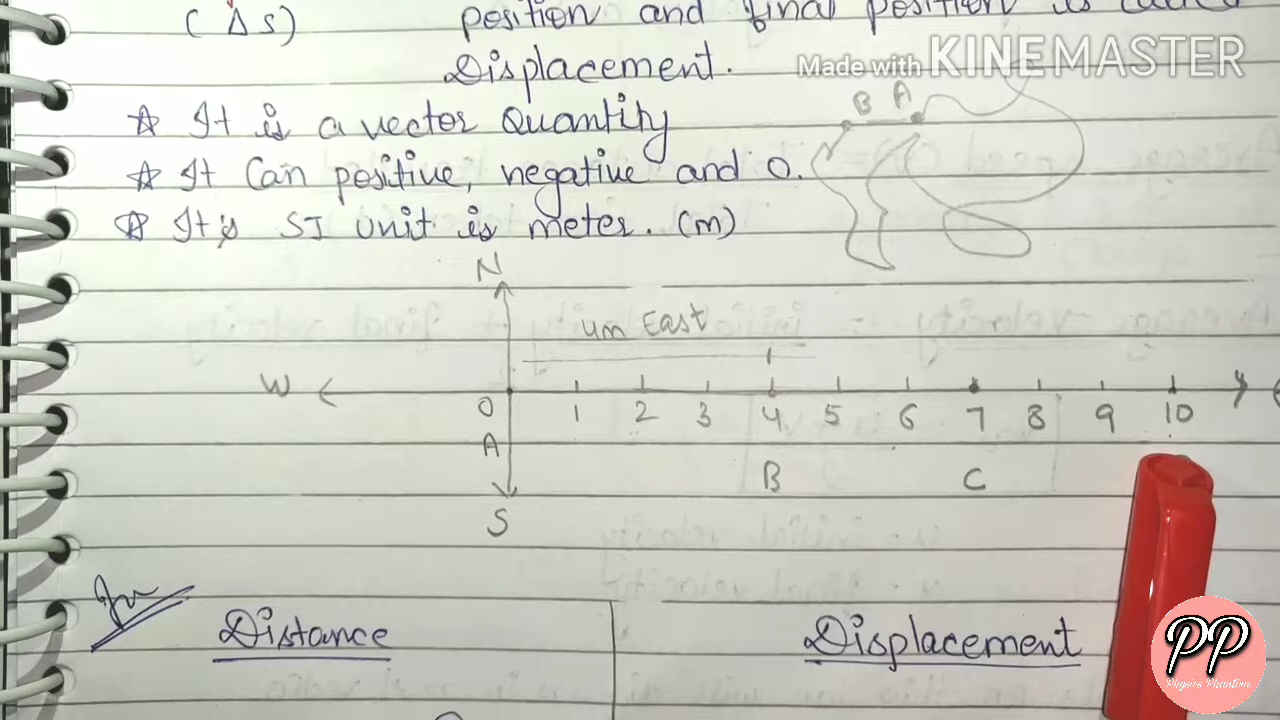 (Δs) position and final position is called
Displacement.
Made with KINEMASTER
B A
☆ It is a vector Quantity
☆ It Can positive, negative and 0.
☆ It's SI unit is meter. (m)
N
4m East
W
0 1 2 3 4 5 6 7 8 9 10
A
B C
S
Distance Displacement
PP
Physics Phantom